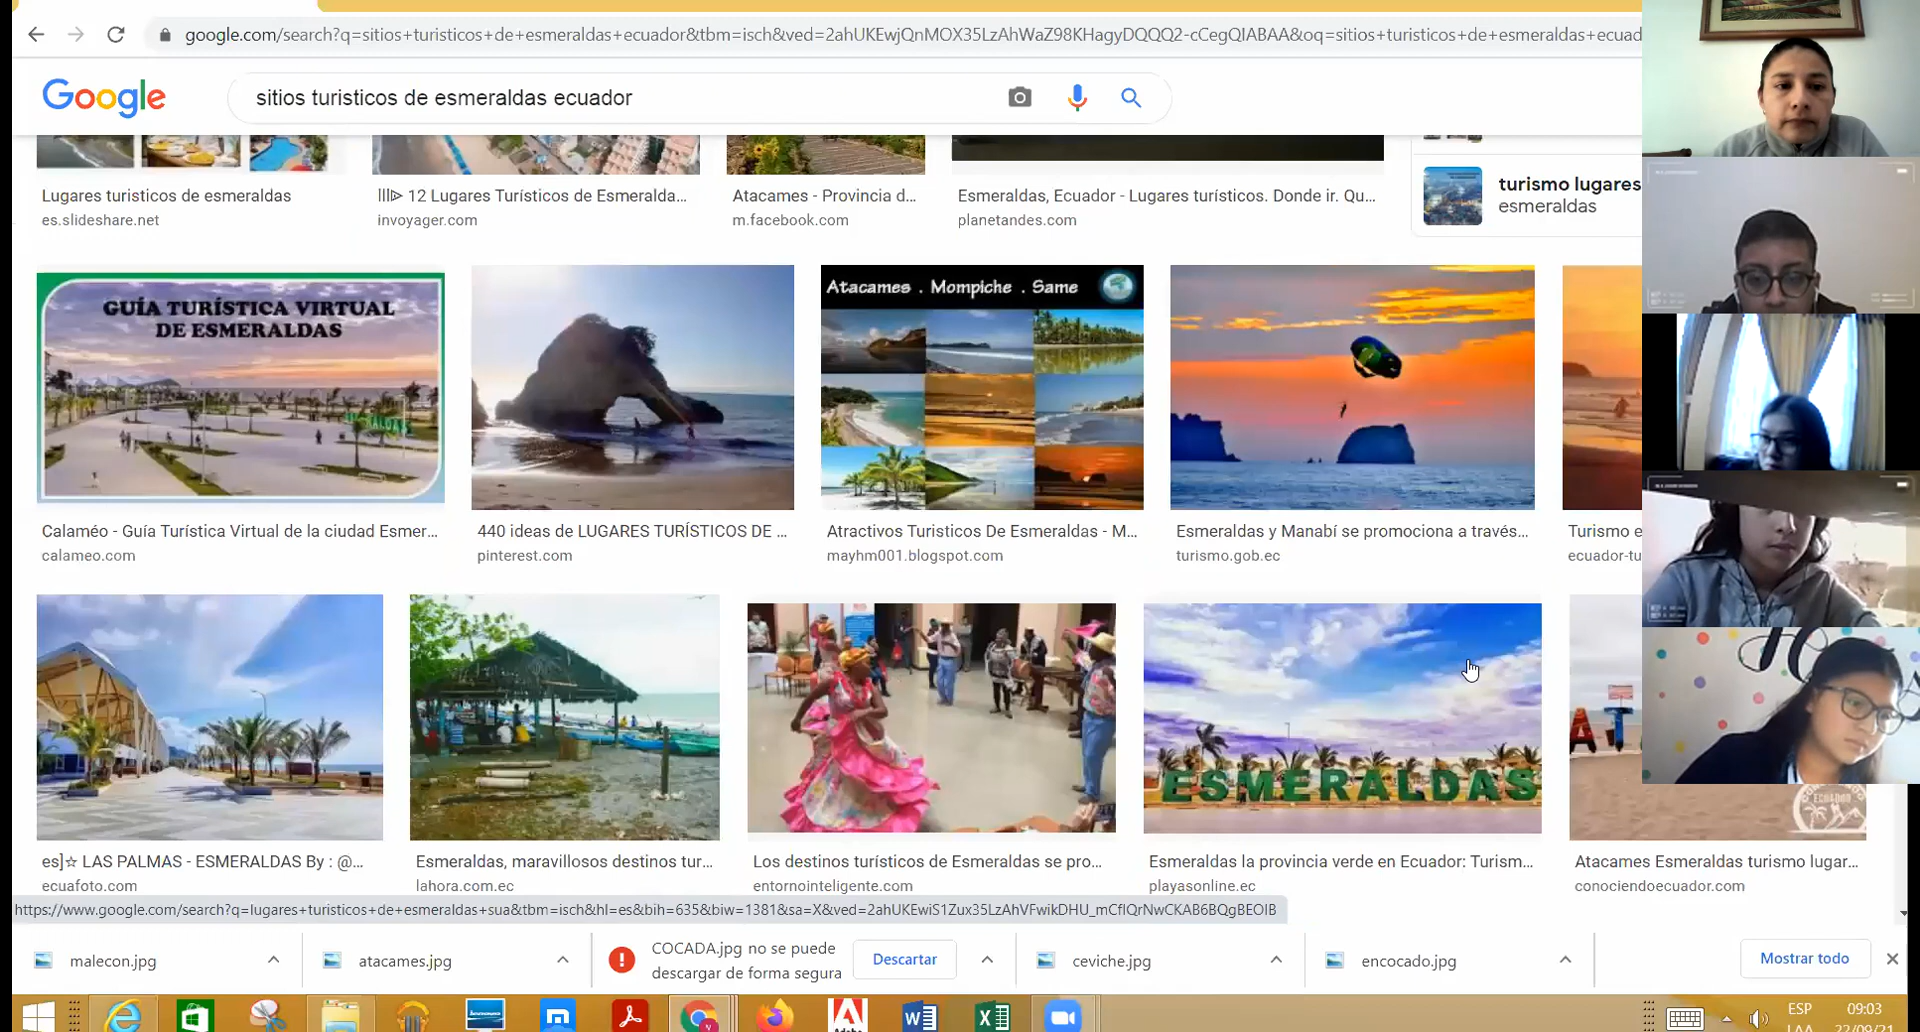 google.com/search?q=sitios+turisticos+de+esmeraldas+ecuador&tbm=isch&ved=2ahUKEwjQnMOX35LzAhWaZ98KHagyDQQQ2-cCegQIABAA&oq=sitios+turisticos+de+esmeraldas+ecuad
Google
sitios turisticos de esmeraldas ecuador
Lugares turisticos de esmeraldas
es.slideshare.net
lll⊳ 12 Lugares Turísticos de Esmeralda...
invoyager.com
Atacames - Provincia d...
m.facebook.com
Esmeraldas, Ecuador - Lugares turísticos. Donde ir. Qu...
planetandes.com
turismo lugares
esmeraldas
GUÍA TURÍSTICA VIRTUAL
DE ESMERALDAS
Atacames . Mompiche . Same
Calaméo - Guía Turística Virtual de la ciudad Esmer...
calameo.com
440 ideas de LUGARES TURÍSTICOS DE ...
pinterest.com
Atractivos Turisticos De Esmeraldas - M...
mayhm001.blogspot.com
Esmeraldas y Manabí se promociona a través...
turismo.gob.ec
Turismo e
ecuador-tu
ESMERALDAS
AT
ECUADOR
es]☆ LAS PALMAS - ESMERALDAS By : @...
ecuafoto.com
Esmeraldas, maravillosos destinos tur...
lahora.com.ec
Los destinos turísticos de Esmeraldas se pro...
entornointeligente.com
Esmeraldas la provincia verde en Ecuador: Turism...
playasonline.ec
Atacames Esmeraldas turismo lugar...
conociendoecuador.com
https://www.google.com/search?q=lugares+turisticos+de+esmeraldas+sua&tbm=isch&hl=es&bih=635&biw=1381&sa=X&ved=2ahUKEwiS1Zux35LzAhVFwikDHU_mCfIQrNwCKAB6BQgBEOIB
malecon.jpg
atacames.jpg
COCADA.jpg no se puede
descargar de forma segura
Descartar
ceviche.jpg
encocado.jpg
Mostrar todo
Adobe
ESP
LAA
09:03
22/09/21